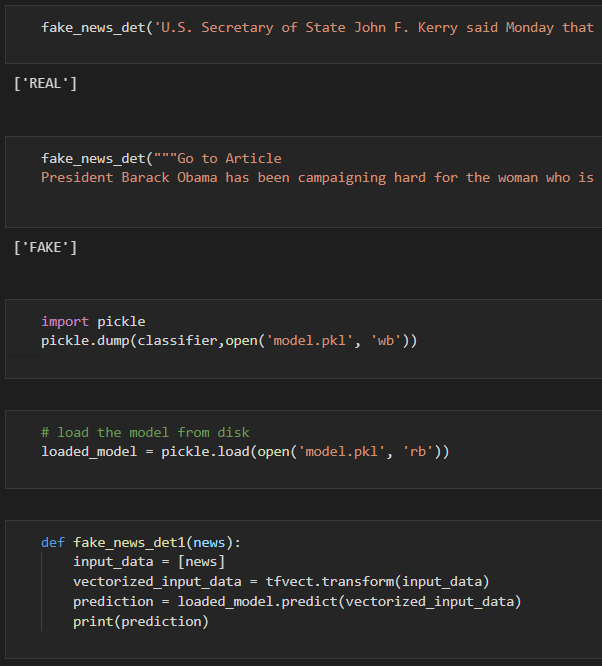 fake_news_det('U.S. Secretary of State John F. Kerry said Monday that
['REAL']
fake_news_det("""Go to Article
President Barack Obama has been campaigning hard for the woman who is
['FAKE']
import pickle
pickle.dump(classifier,open('model.pkl', 'wb'))
# load the model from disk
loaded_model = pickle.load(open('model.pkl', 'rb'))
def fake_news_det1(news):
    input_data = [news]
    vectorized_input_data = tfvect.transform(input_data)
    prediction = loaded_model.predict(vectorized_input_data)
    print(prediction)